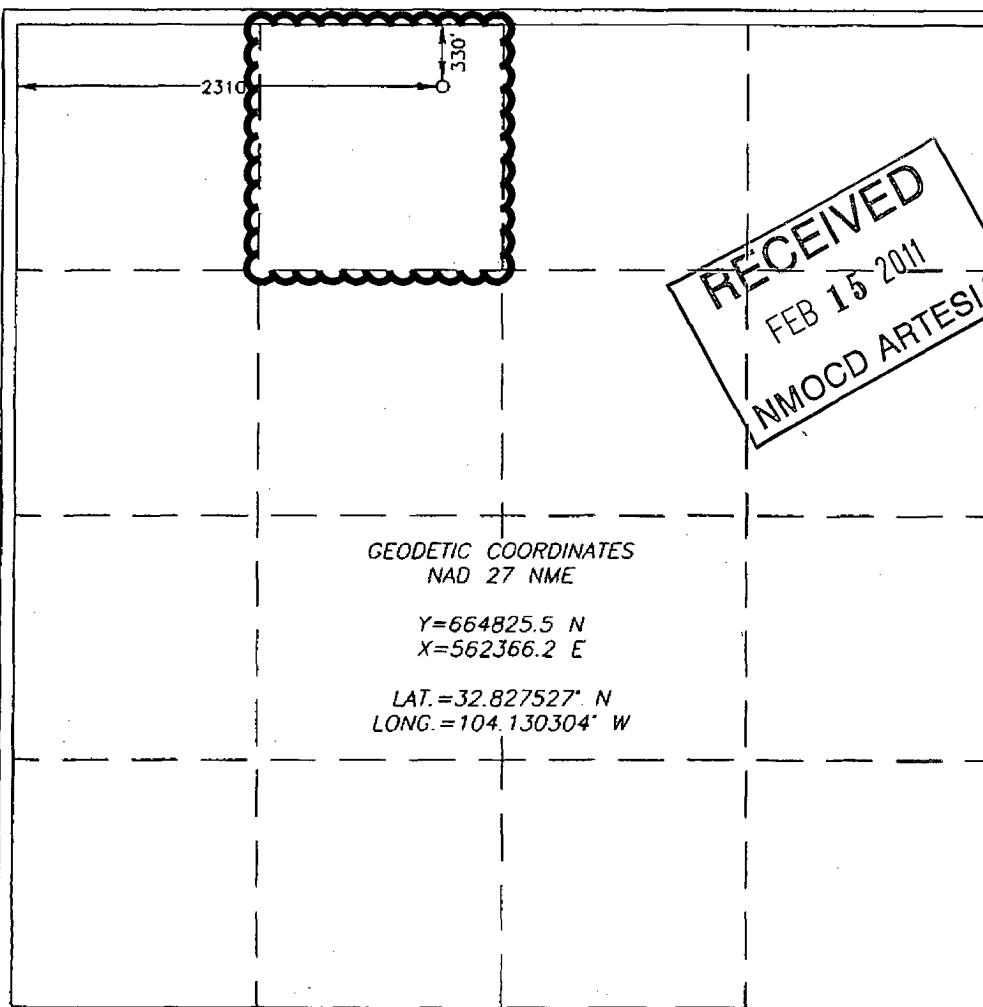 330'
2310
RECEIVED
FEB 15 2011
NMOCD ARTESI
GEODETIC COORDINATES
NAD 27 NME
Y=664825.5 N
X=562366.2 E
LAT.=32.827527° N
LONG.=104.130304° W